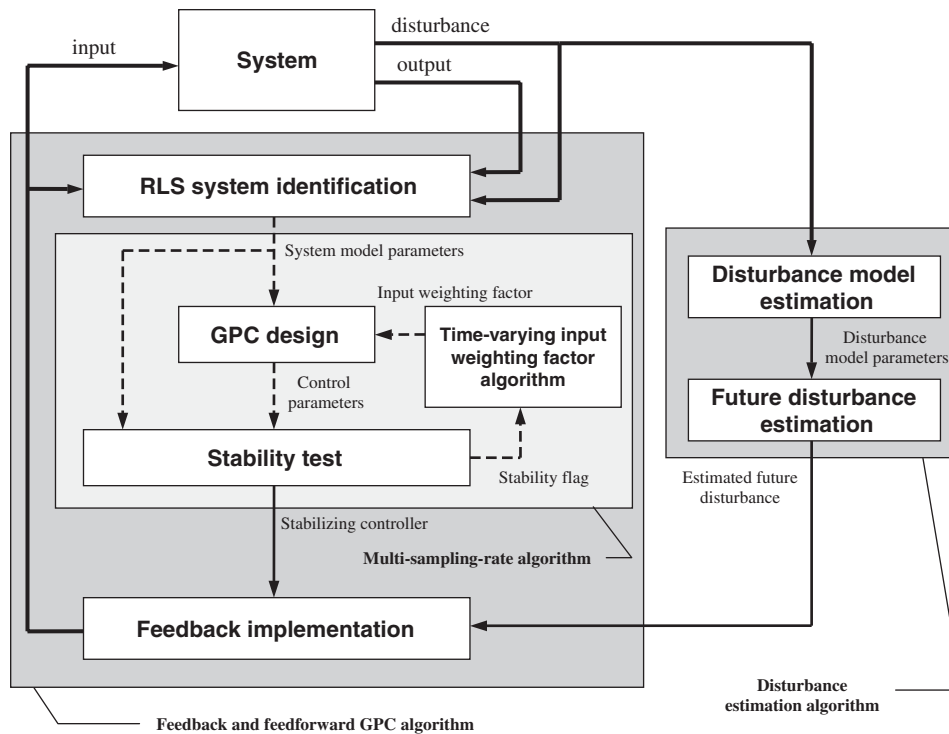 disturbance
input
System
output
RLS system identification
System model parameters
Input weighting factor
GPC design
Time-varying input
weighting factor
algorithm
Control
parameters
Stability test
Stability flag
Stabilizing controller
Multi-sampling-rate algorithm
Feedback implementation
Feedback and feedforward GPC algorithm
Disturbance model
estimation
Disturbance
model parameters
Future disturbance
estimation
Estimated future
disturbance
Disturbance
estimation algorithm